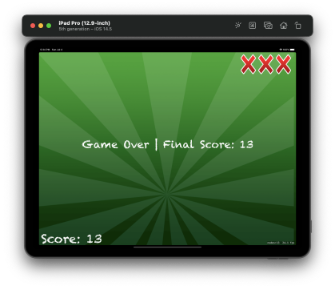 iPad Pro (12.9-inch)
5th generation – iOS 14.5
Game Over | Final Score: 13
Score: 13